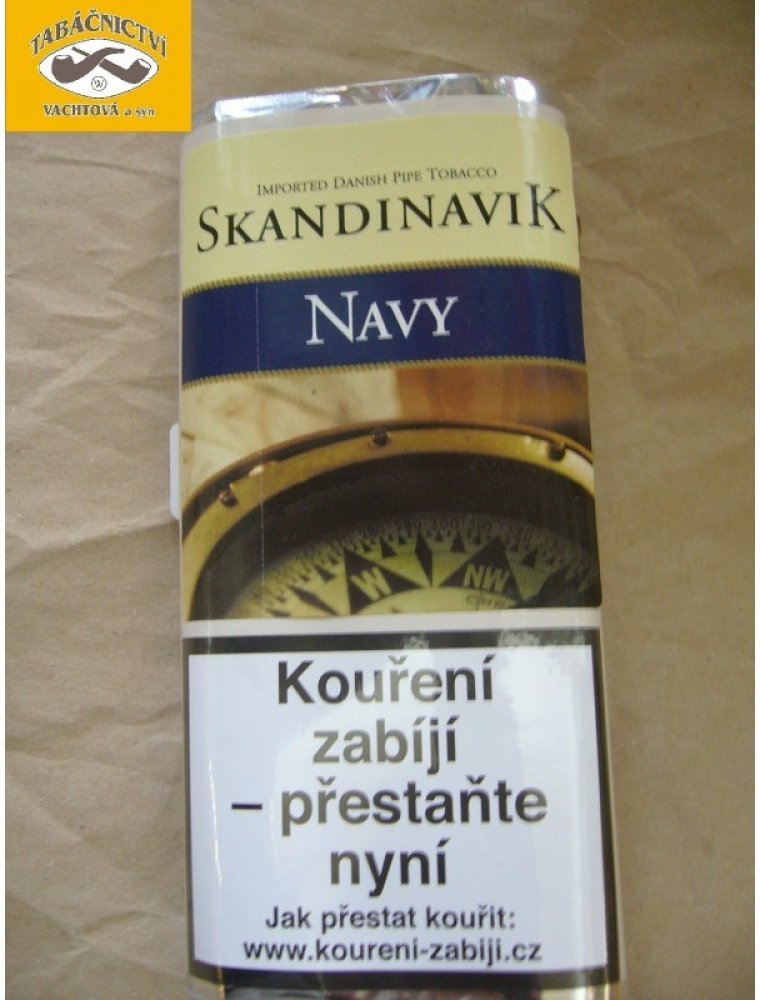 TABÁČNICTVÍ
VACHTOVÁ a syn
IMPORTED DANISH PIPE TOBACCO
SKANDINAVIK
NAVY
W
NW
Kouření
zabíjí
– přestaňte
nyní
Jak přestat kouřit:
www.koureni-zabiji.cz